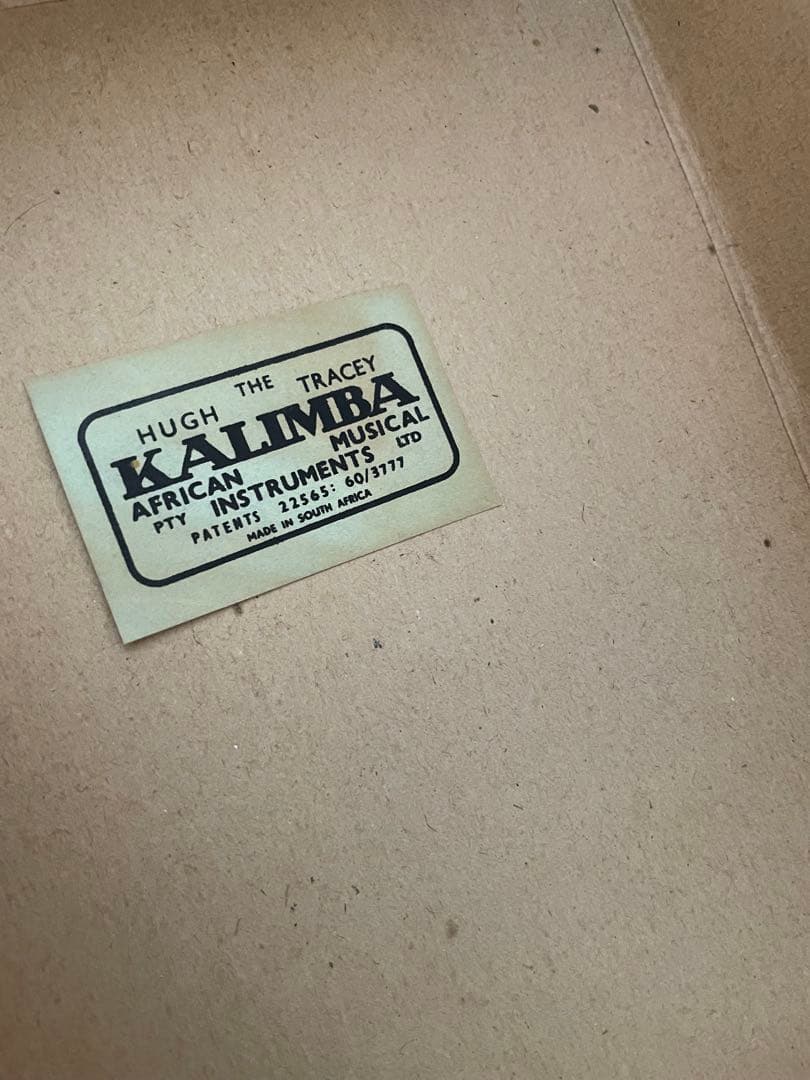 THE
HUGH TRACEY
KALIMBA
AFRICAN MUSICAL
PTY INSTRUMENTS LTD
PATENTS 22565: 60/3777
MADE IN SOUTH AFRICA